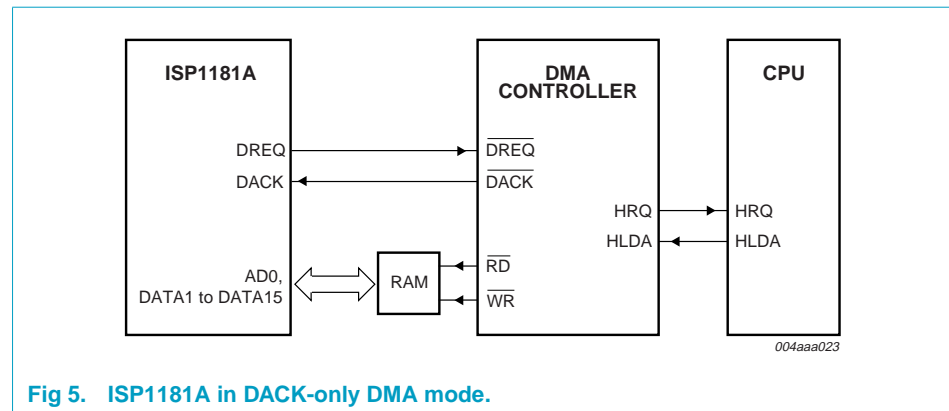 ISP1181A
DMA
CONTROLLER
CPU
DREQ
DREQ
DACK
DACK
HRQ
HRQ
HLDA
HLDA
AD0,
DATA1 to DATA15
RAM
RD
WR
004aaa023
Fig 5. ISP1181A in DACK-only DMA mode.